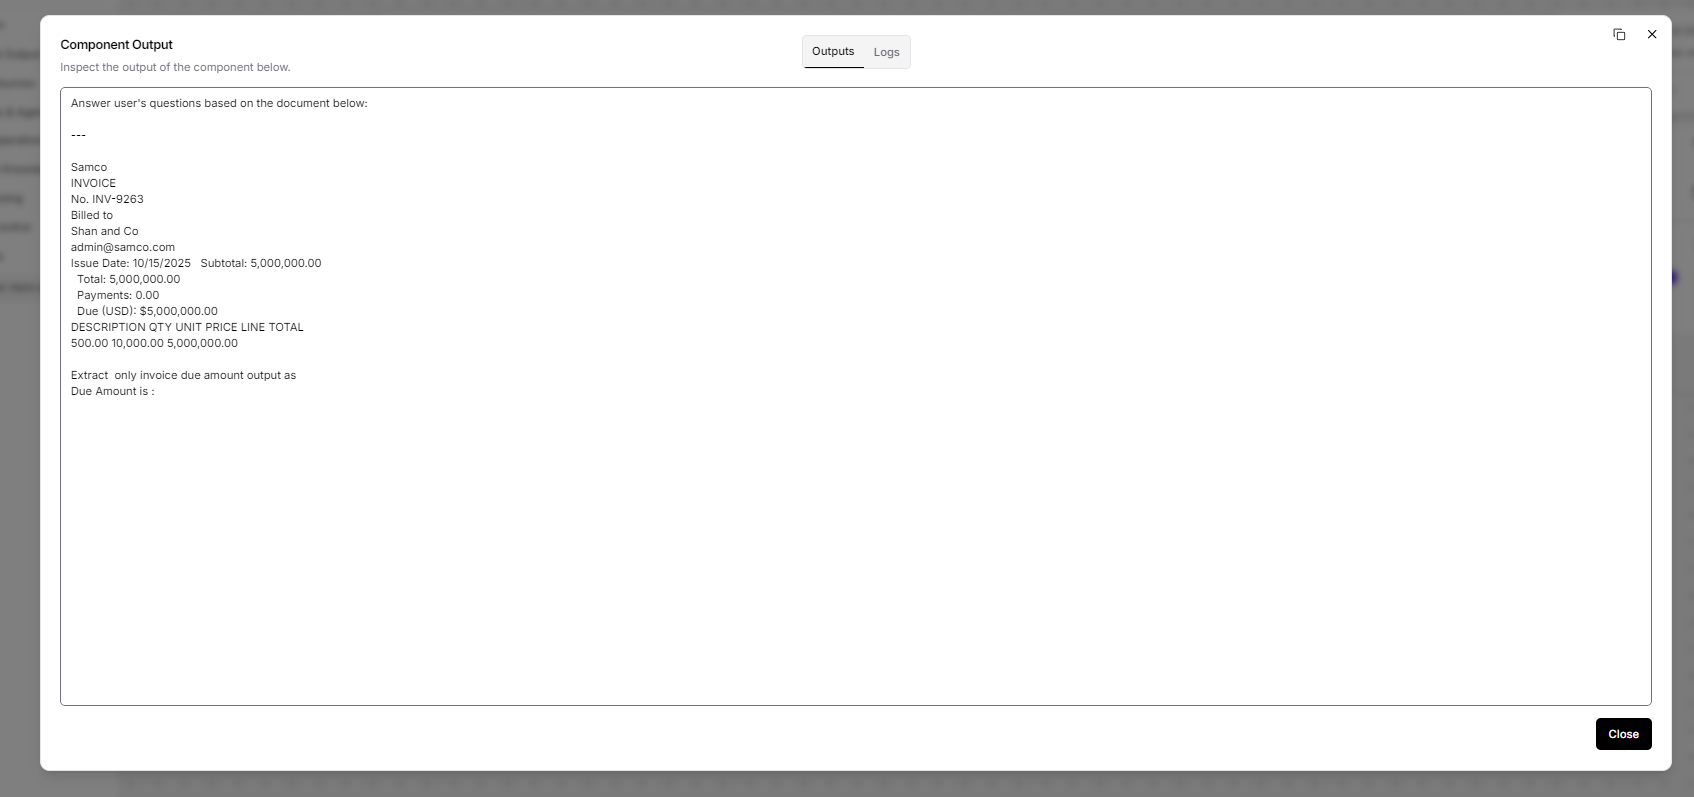 Component Output
Inspect the output of the component below.
Outputs
Logs
Answer user's questions based on the document below:
---
Samco
INVOICE
No. INV-9263
Billed to
Shan and Co
admin@samco.com
Issue Date: 10/15/2025   Subtotal: 5,000,000.00
Total: 5,000,000.00
Payments: 0.00
Due (USD): $5,000,000.00
DESCRIPTION QTY UNIT PRICE LINE TOTAL
500.00 10,000.00 5,000,000.00
Extract  only invoice due amount output as
Due Amount is :
Close